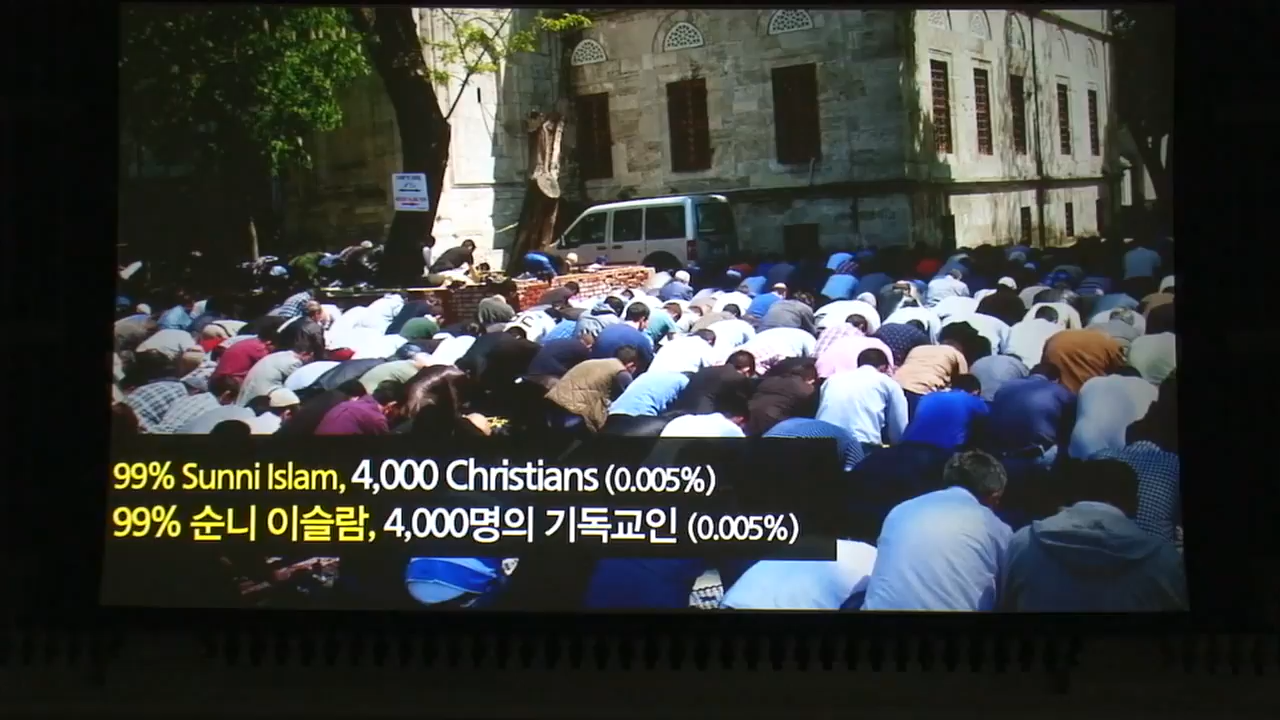 99% Sunni Islam, 4,000 Christians (0.005%)
99% 순니 이슬람, 4,000명의 기독교인 (0.005%)